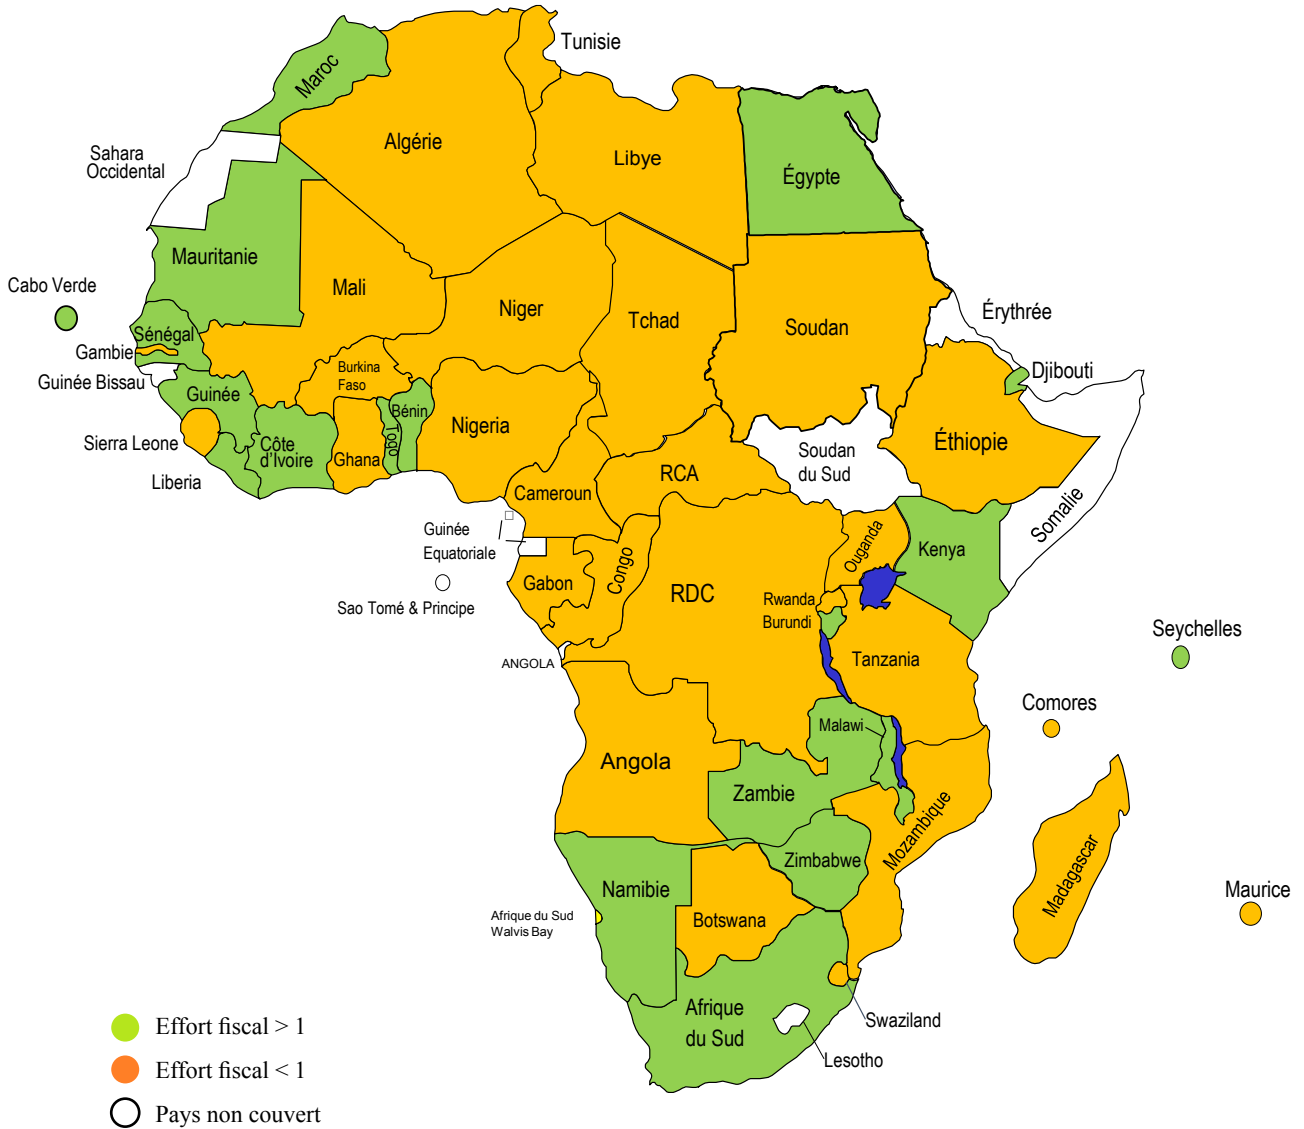 Tunisie
Maroc
Algérie
Libye
Égypte
Sahara
Occidental
Mauritanie
Mali
Niger
Tchad
Soudan
Érythrée
Cabo Verde
Sénégal
Gambie
Guinée Bissau
Guinée
Burkina
Faso
Djibouti
Bénin
Togo
Nigeria
Sierra Leone
Côte
d'Ivoire
Ghana
Liberia
Cameroun
RCA
Soudan
du Sud
Éthiopie
Somalie
Guinée
Equatoriale
Ouganda
Kenya
Sao Tomé & Principe
Gabon
Congo
RDC
Rwanda
Burundi
Seychelles
ANGOLA
Tanzania
Comores
Malawi
Angola
Zambie
Mozambique
Zimbabwe
Madagascar
Maurice
Namibie
Botswana
Afrique du Sud
Walvis Bay
Afrique
du Sud
Swaziland
Lesotho
Effort fiscal > 1
Effort fiscal < 1
Pays non couvert